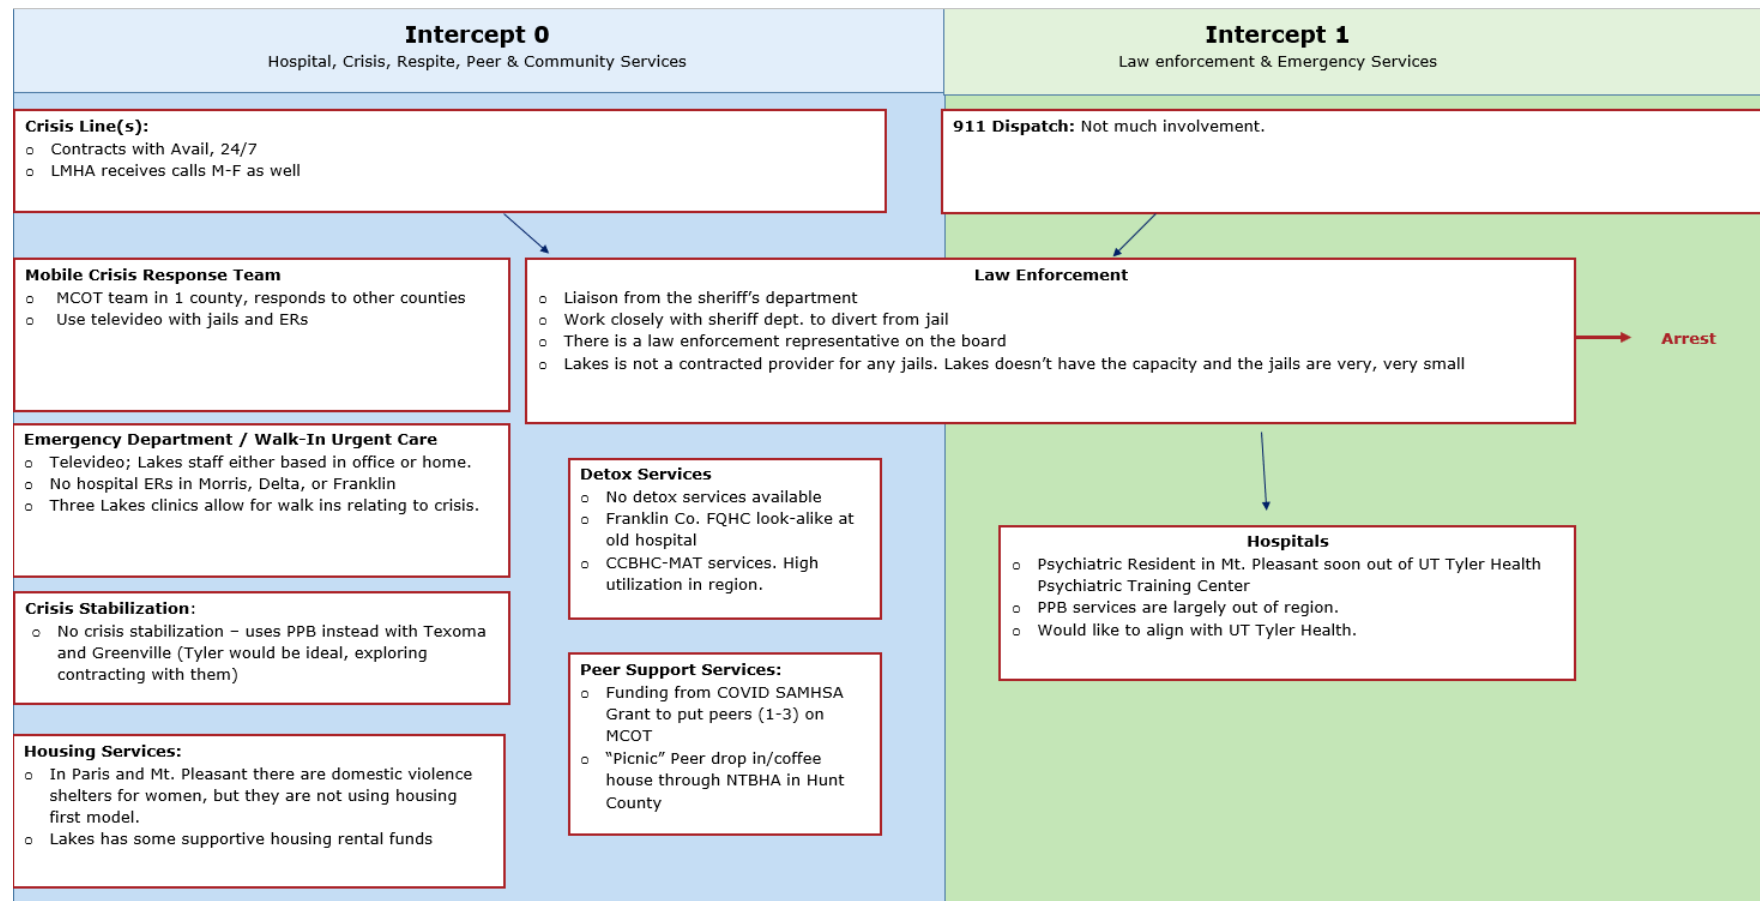 Intercept 0
Hospital, Crisis, Respite, Peer & Community Services
Intercept 1
Law enforcement & Emergency Services
Crisis Line(s):
o Contracts with Avail, 24/7
o LMHA receives calls M-F as well
911 Dispatch: Not much involvement.
Mobile Crisis Response Team
o MCOT team in 1 county, responds to other counties
o Use televideo with jails and ERs
Law Enforcement
o Liaison from the sheriff’s department
o Work closely with sheriff dept. to divert from jail
o There is a law enforcement representative on the board
o Lakes is not a contracted provider for any jails. Lakes doesn’t have the capacity and the jails are very, very small
Arrest
Emergency Department / Walk-In Urgent Care
o Televideo; Lakes staff either based in office or home.
o No hospital ERs in Morris, Delta, or Franklin
o Three Lakes clinics allow for walk ins relating to crisis.
Detox Services
o No detox services available
o Franklin Co. FQHC look-alike at
old hospital
o CCBHC-MAT services. High
utilization in region.
Hospitals
o Psychiatric Resident in Mt. Pleasant soon out of UT Tyler Health
Psychiatric Training Center
o PPB services are largely out of region.
o Would like to align with UT Tyler Health.
Crisis Stabilization:
o No crisis stabilization – uses PPB instead with Texoma
and Greenville (Tyler would be ideal, exploring
contracting with them)
Peer Support Services:
o Funding from COVID SAMHSA
Grant to put peers (1-3) on
MCOT
o “Picnic” Peer drop in/coffee
house through NTBHA in Hunt
County
Housing Services:
o In Paris and Mt. Pleasant there are domestic violence
shelters for women, but they are not using housing
first model.
o Lakes has some supportive housing rental funds